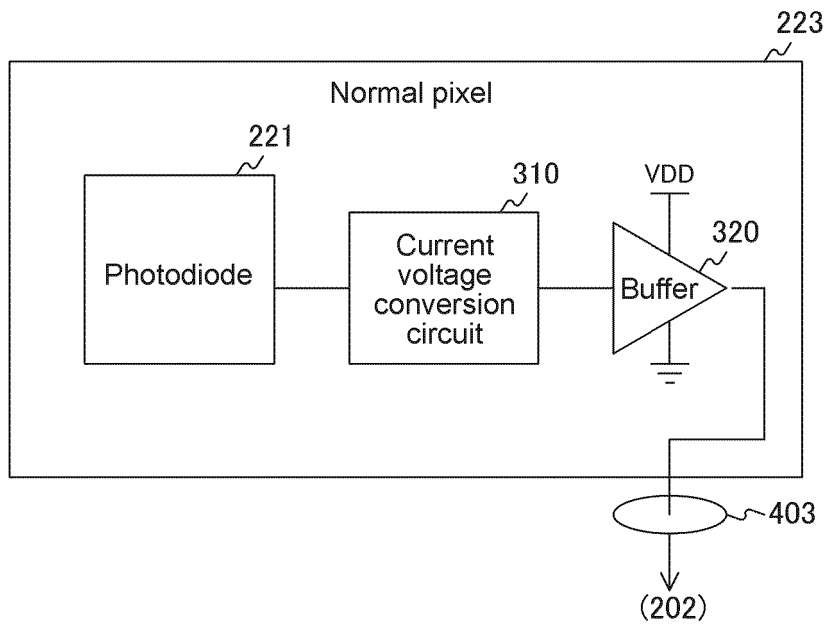 223
Normal pixel
221
310
VDD
320
Photodiode
Current
voltage
conversion
circuit
Buffer
403
(202)